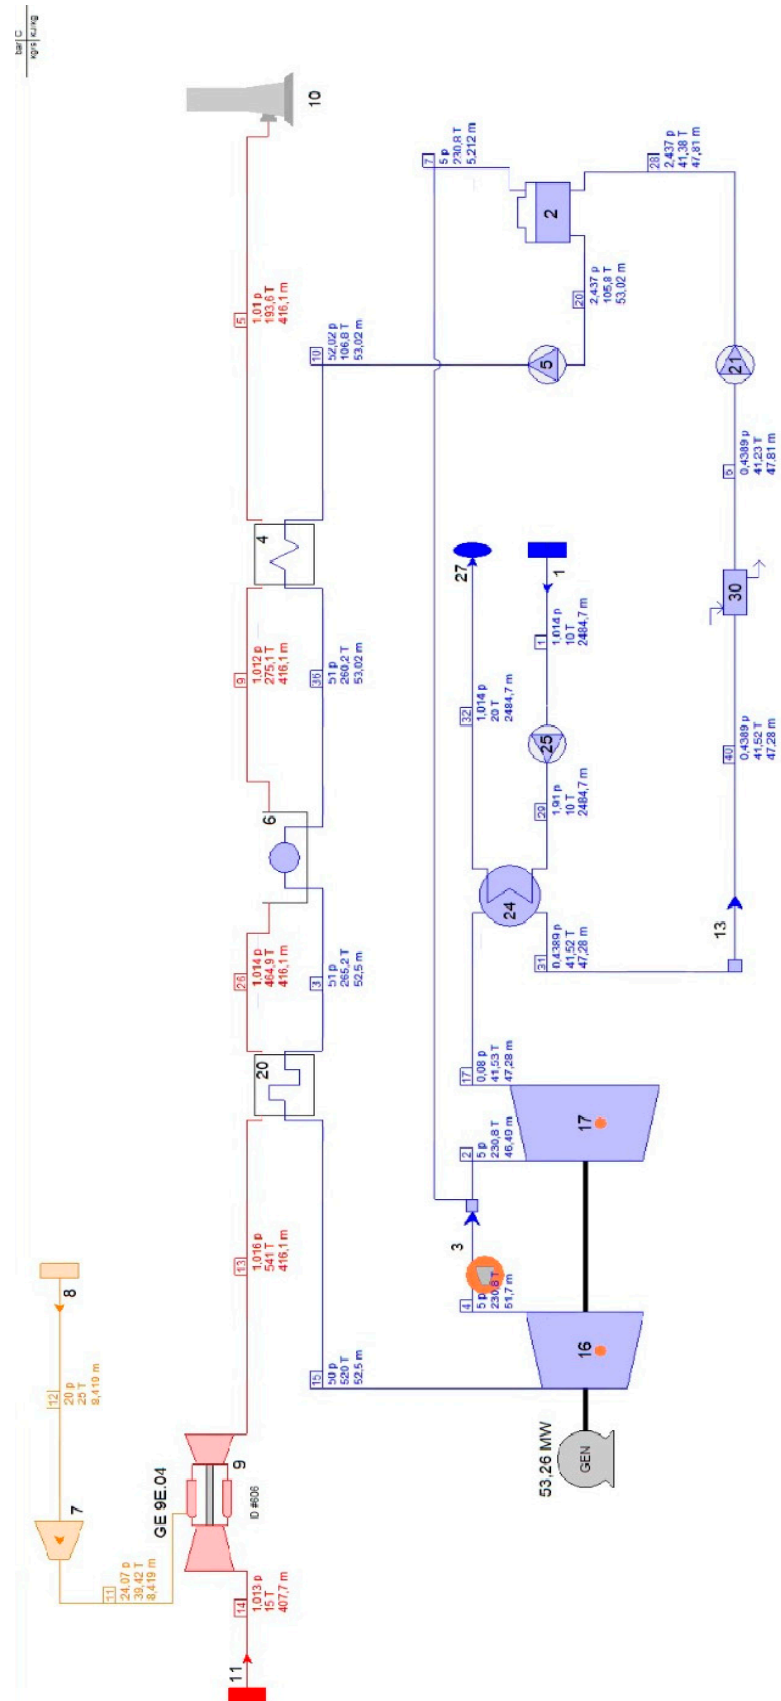 bar C
kg/s kJ/kg
11
24,07 p
39,42 T
8,419 m
7
12
20 p
25 T
8,419 m
8
11
14
1,013 p
15 T
407,7 m
GE 9E.04
9
ID #606
13
1,016 p
541 T
416,1 m
20
26
1,014 p
464,9 T
416,1 m
6
9
1,012 p
275,1 T
416,1 m
4
5
1,01 p
193,6 T
416,1 m
10
15
50 p
520 T
52,5 m
3
51 p
265,2 T
52,5 m
36
51 p
260,2 T
53,02 m
10
52,02 p
106,8 T
53,02 m
7
5 p
230,8 T
5,212 m
53,26 MW
GEN
16
4
5 p
230,8 T
51,7 m
3
2
5 p
230,8 T
46,49 m
17
17
0,08 p
41,53 T
47,28 m
24
32
1,014 p
20 T
2484,7 m
27
31
0,4389 p
41,52 T
47,28 m
29
1,91 p
10 T
2484,7 m
25
1
1,014 p
10 T
2484,7 m
1
5
20
2,437 p
105,8 T
53,02 m
2
28
2,437 p
41,38 T
47,81 m
13
40
0,4389 p
41,52 T
47,28 m
30
6
0,4389 p
41,23 T
47,81 m
21